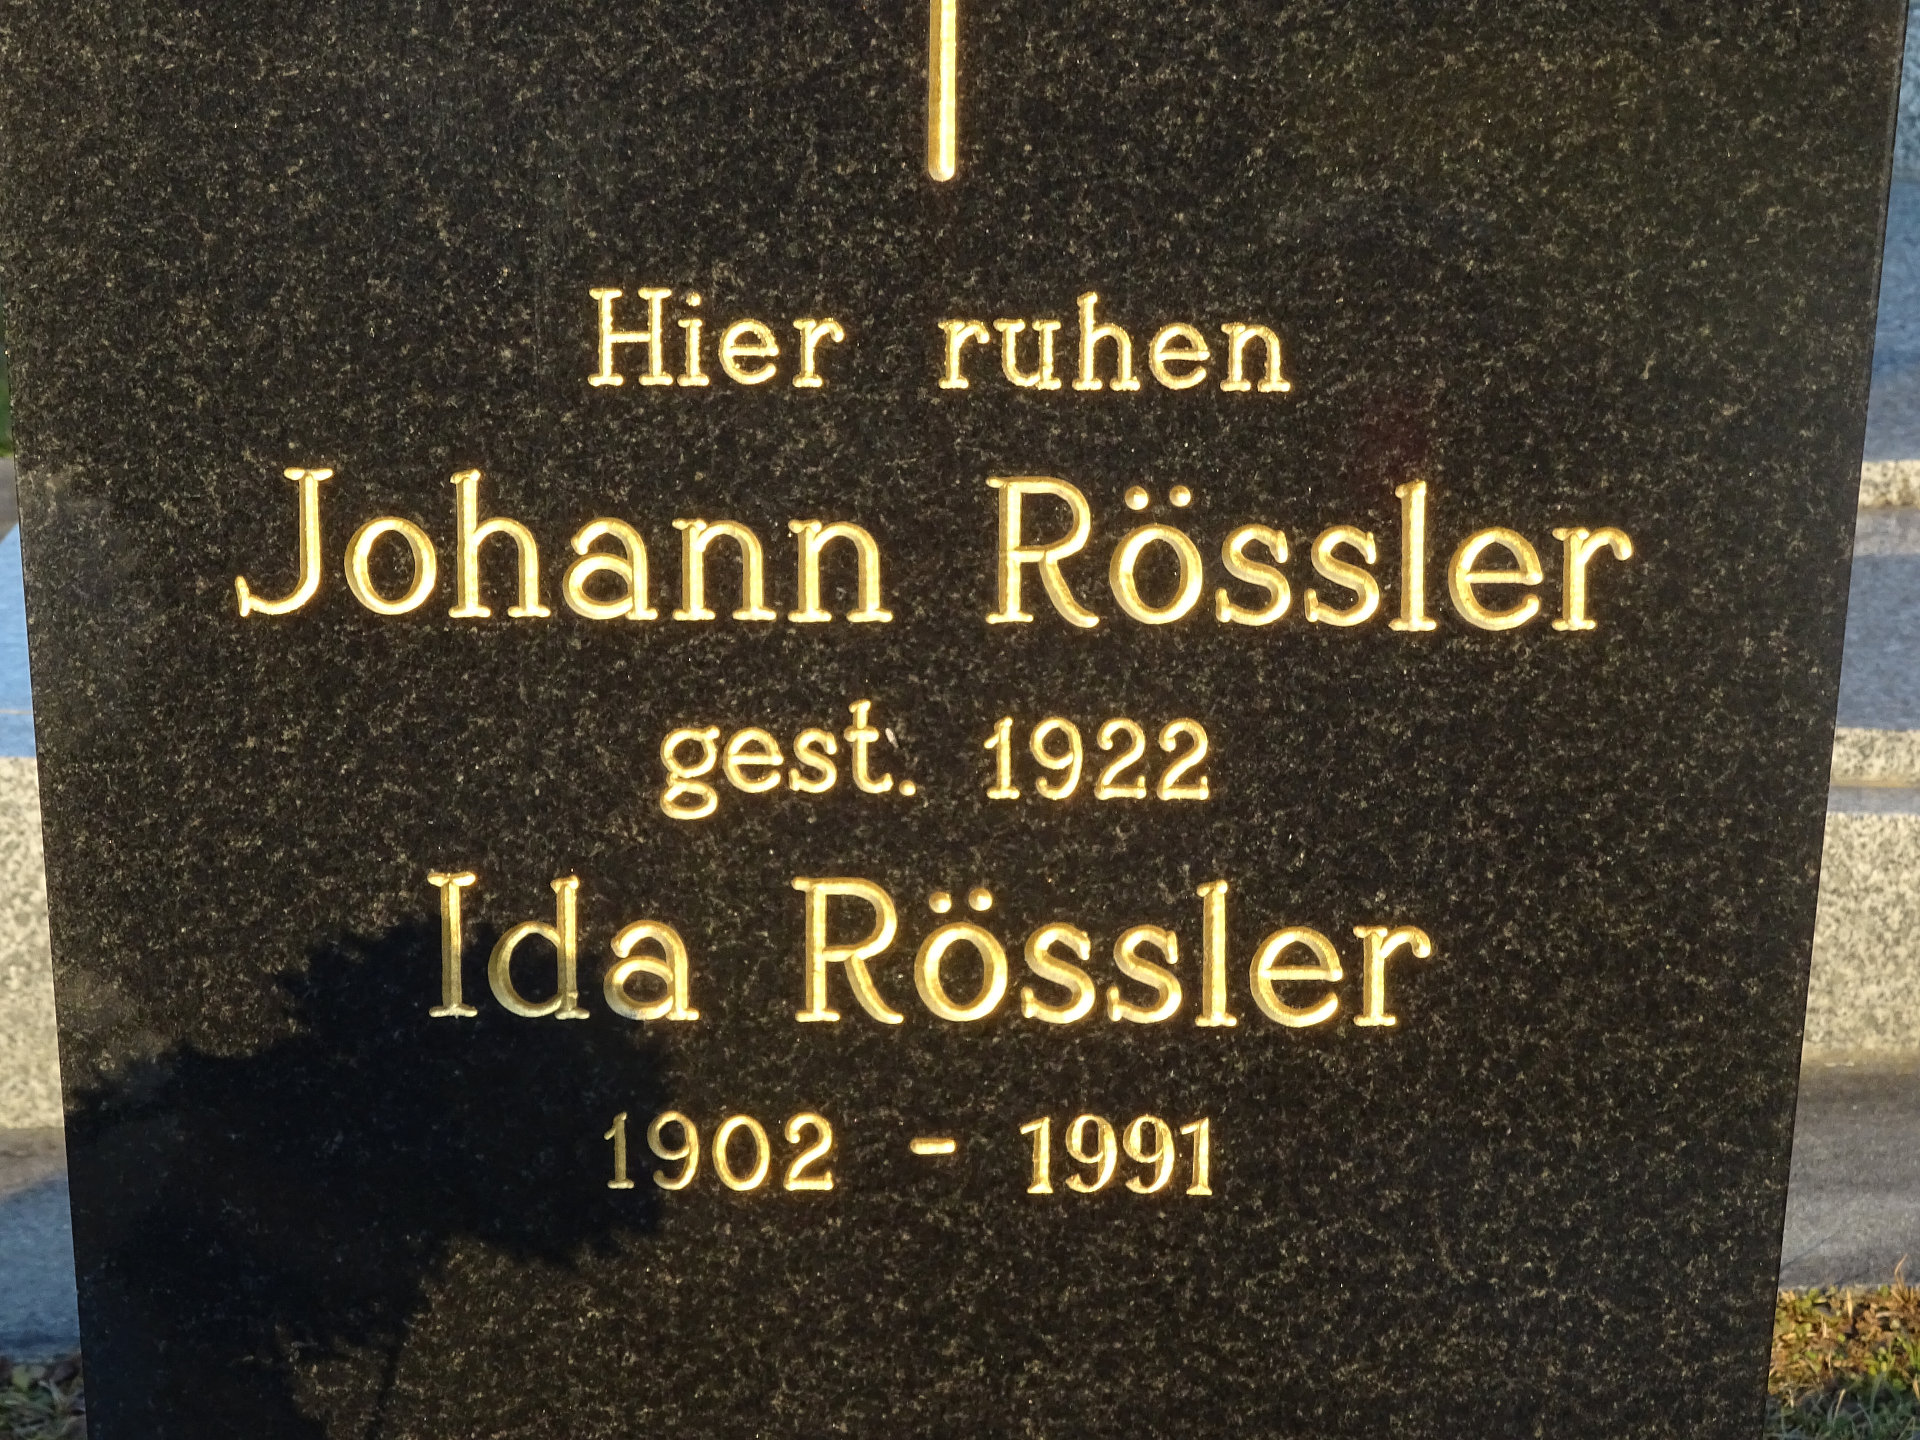 Hier ruhen
Johann Rössler
gest. 1922
Ida Rössler
1902 - 1991